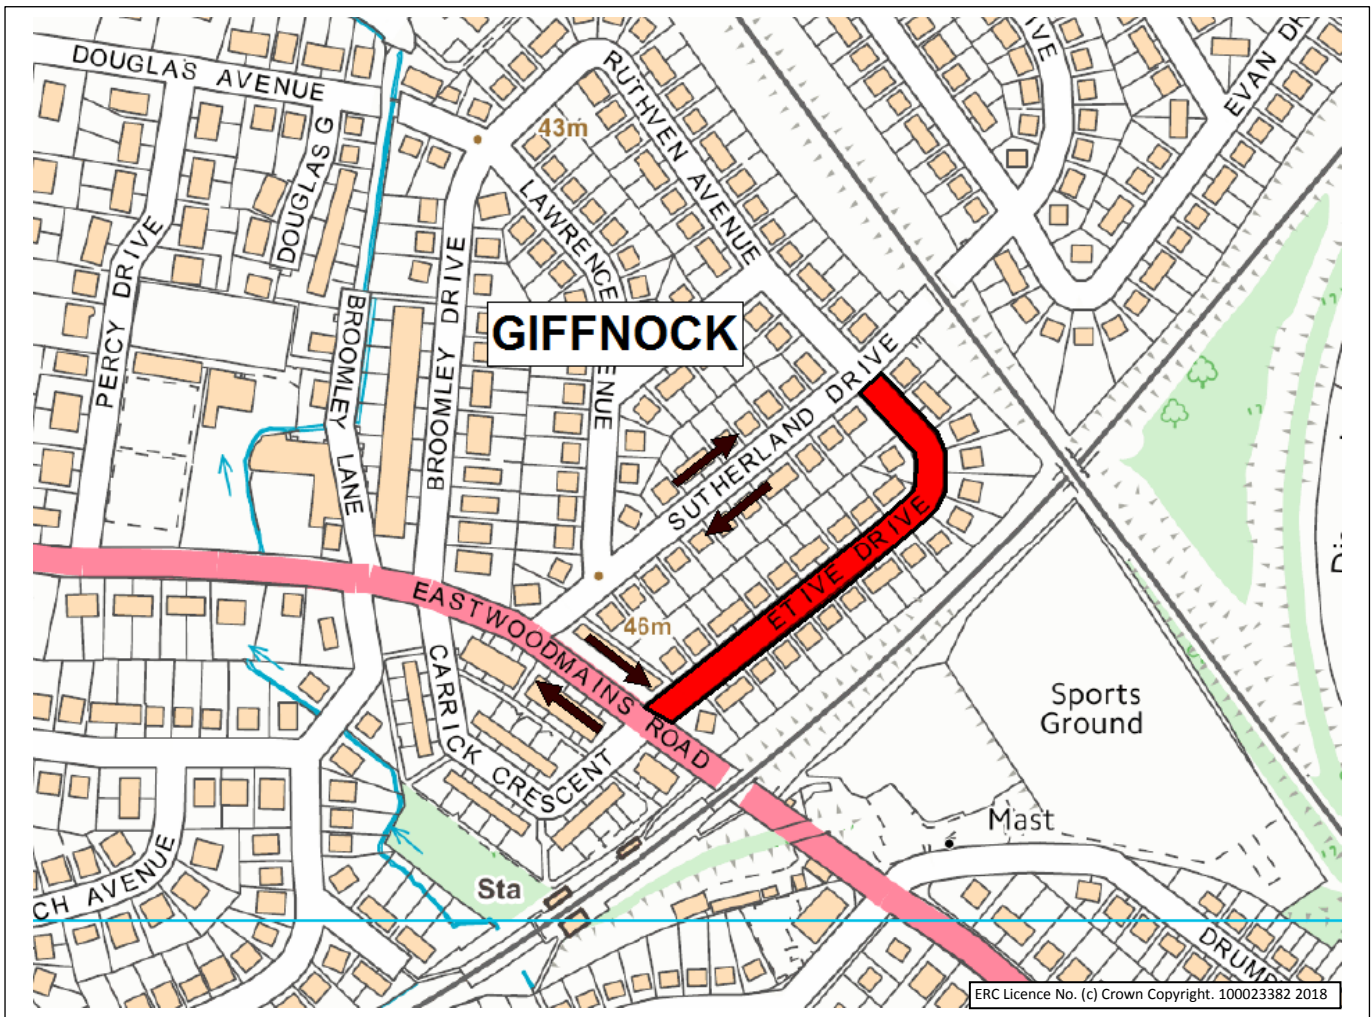 DOUGLAS AVENUE
DOUGLAS G
PERCY DRIVE
BROOMLEY LANE
BROOMLEY DRIVE
43m
RUTHVEN AVENUE
LAWRENCE
ENUE
IVE
EVAN DR
GIFFNOCK
SUTHERLAND DRIVE
ETIVE DRIVE
46m
EASTWOODMAINS ROAD
CARRICK CRESCENT
Sports
Ground
Mast
Sta
CH AVENUE
DRUMB
ERC Licence No. (c) Crown Copyright. 100023382 2018